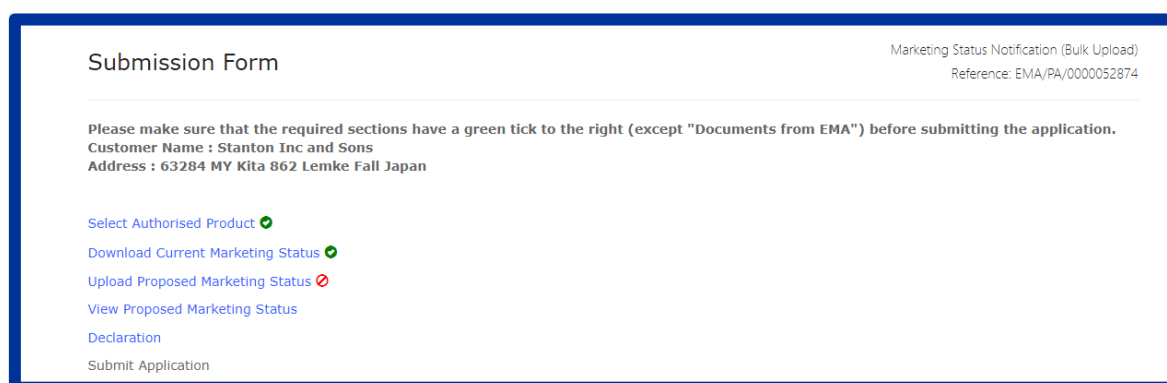 Submission Form
Marketing Status Notification (Bulk Upload)
Reference: EMA/PA/0000052874
Please make sure that the required sections have a green tick to the right (except "Documents from EMA") before submitting the application.
Customer Name : Stanton Inc and Sons
Address : 63284 MY Kita 862 Lemke Fall Japan
Select Authorised Product
Download Current Marketing Status
Upload Proposed Marketing Status
View Proposed Marketing Status
Declaration
Submit Application